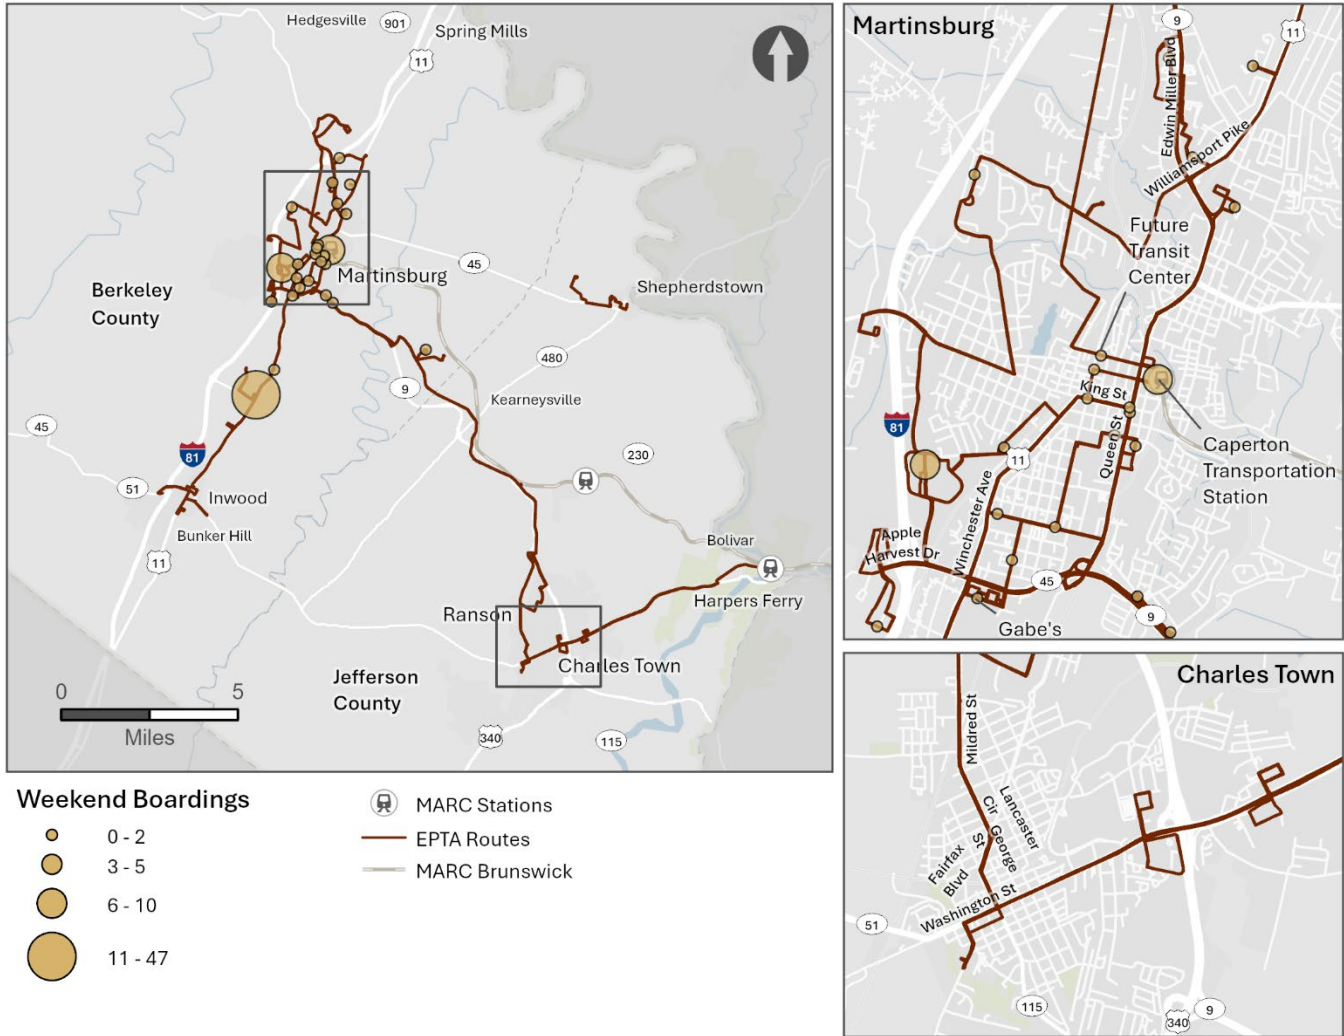 Hedgesville
901
Spring Mills
11
Martinsburg
45
Shepherdstown
Berkeley
County
480
9
Kearneysville
45
81
230
51
Inwood
Bunker Hill
11
Bolivar
Harpers Ferry
Ranson
Charles Town
Jefferson
County
0
5
Miles
340
115
Martinsburg
9
11
Edwin Miller Blvd
Williamsport Pike
Future
Transit
Center
King St
81
11
Queen St
Caperton
Transportation
Station
Winchester Ave
Apple
Harvest Dr
45
9
Gabe's
Charles Town
Mildred St
Lancaster
Cir
George
St
Fairfax
Blvd
Washington St
51
115
340
9
Weekend Boardings
0 - 2
3 - 5
6 - 10
11 - 47
MARC Stations
EPTA Routes
MARC Brunswick